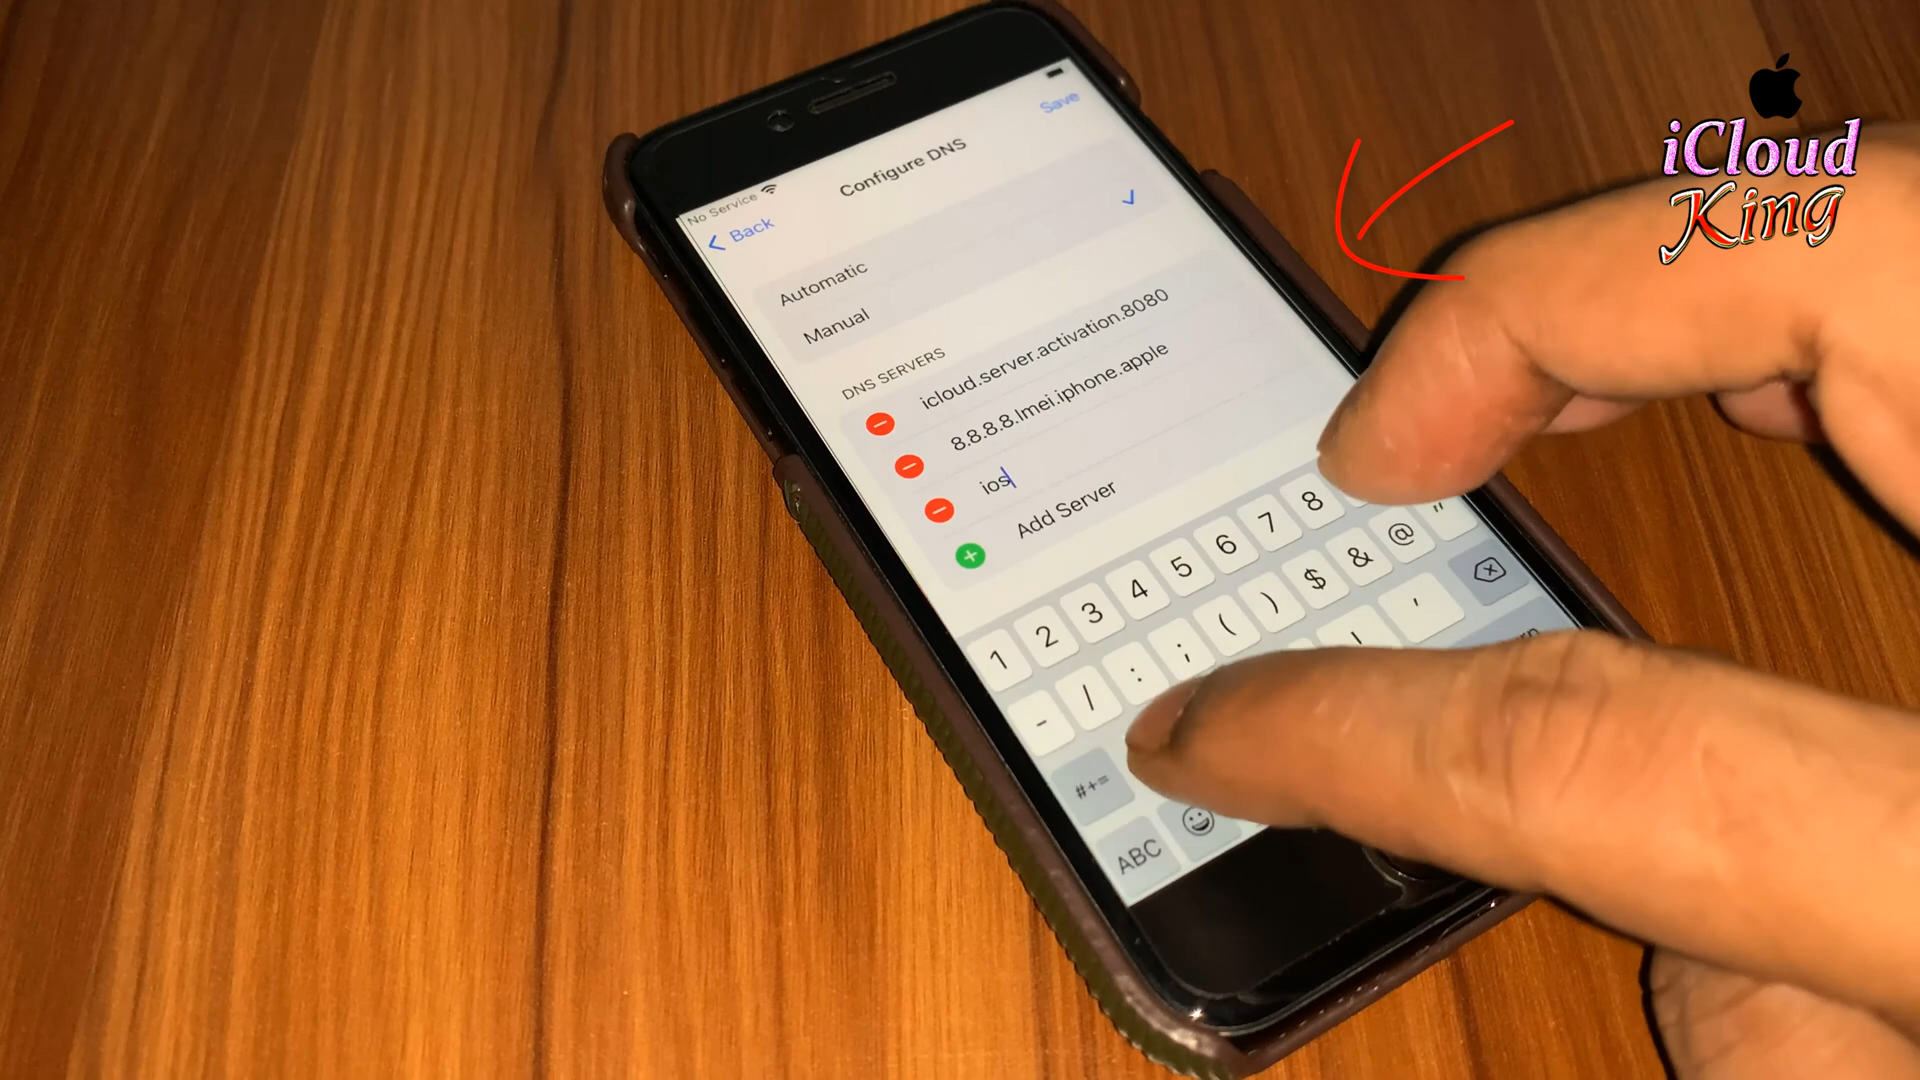 iCloud
King
No Service
Save
Back
Configure DNS
Automatic
Manual
DNS SERVERS
icloud.server.activation.8080
8.8.8.8.Imei.iphone.apple
ios
Add Server
1 2 3 4 5 6 7 8
- / : ; ( ) $ & @ "
#+= ! '
ABC